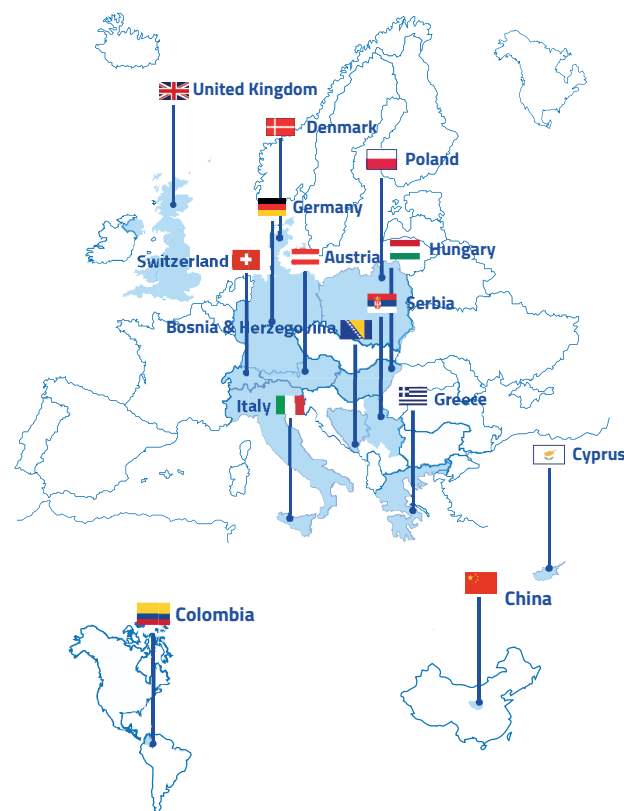 United Kingdom
Denmark
Poland
Germany
Hungary
Switzerland
Austria
Serbia
Bosnia & Herzegovina
Italy
Greece
Cyprus
China
Colombia